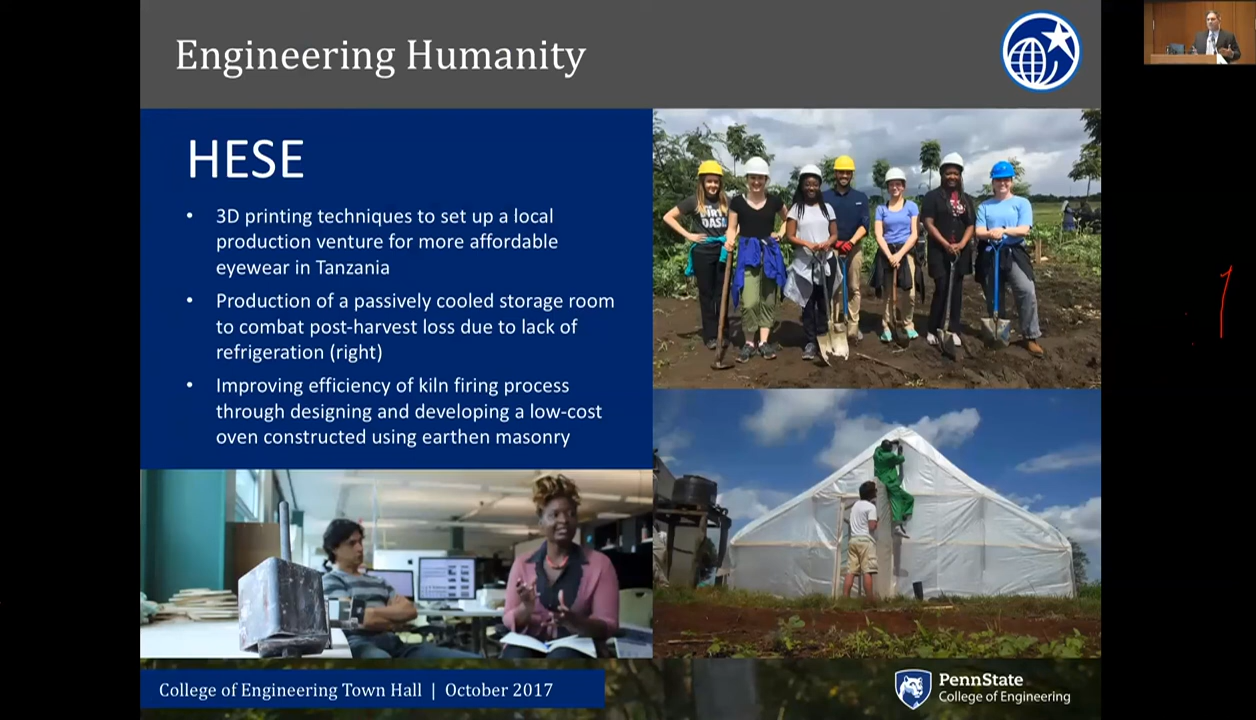 Engineering Humanity
HESE
• 3D printing techniques to set up a local
production venture for more affordable
eyewear in Tanzania
• Production of a passively cooled storage room
to combat post-harvest loss due to lack of
refrigeration (right)
• Improving efficiency of kiln firing process
through designing and developing a low-cost
oven constructed using earthen masonry
College of Engineering Town Hall | October 2017
PennState
College of Engineering